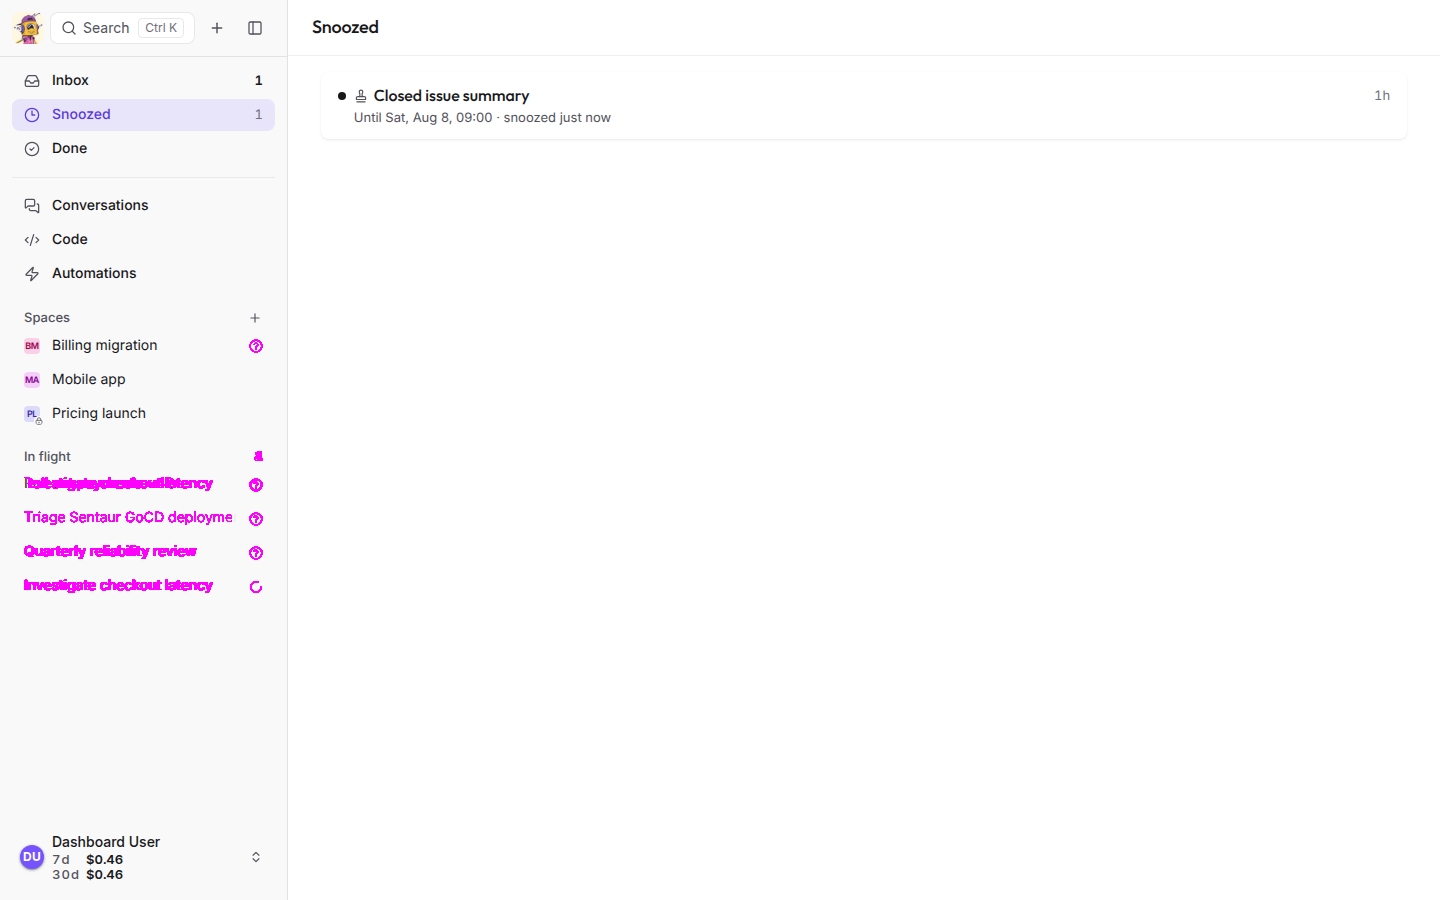 Search Ctrl K
Snoozed
Inbox 1
Snoozed 1
Done
Closed issue summary 1h
Until Sat, Aug 8, 09:00 · snoozed just now
Conversations
Code
Automations
Spaces
BM Billing migration
MA Mobile app
PL Pricing launch
In flight
Triage Sentaur GoCD deployme
Quarterly reliability review
Investigate checkout latency
DU Dashboard User
7d $0.46
30d $0.46